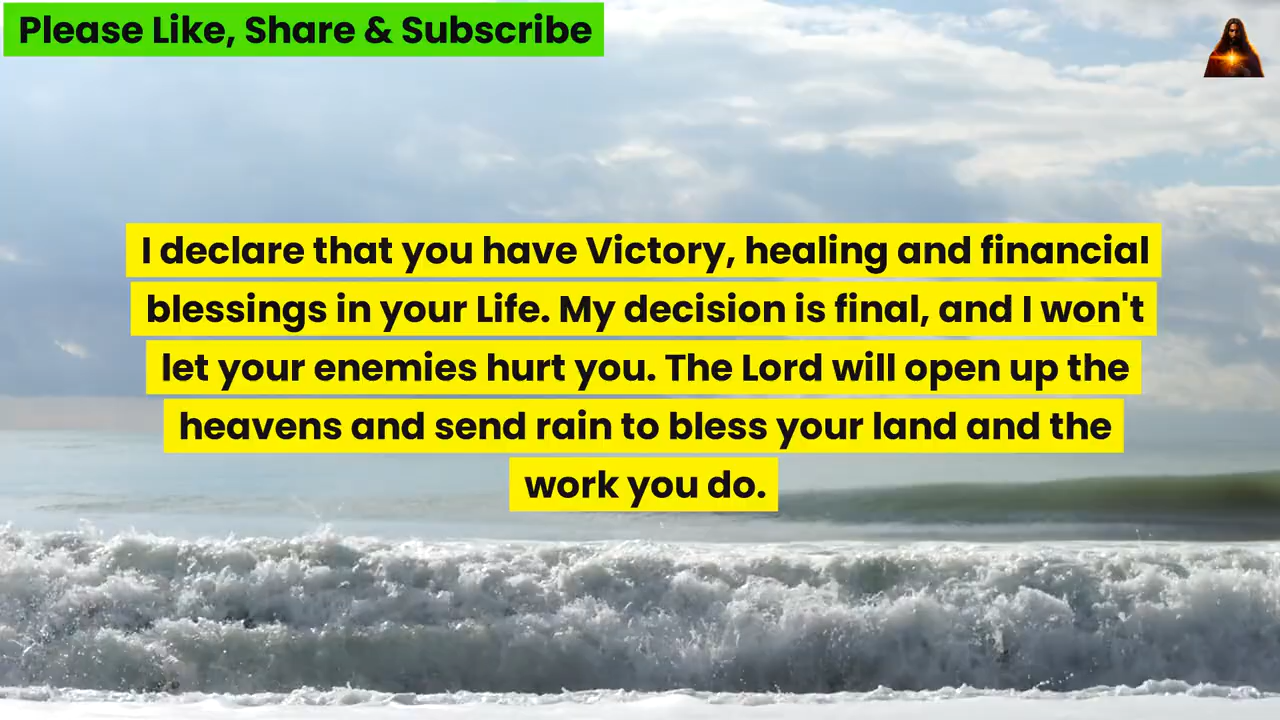 Please Like, Share & Subscribe
I declare that you have Victory, healing and financial
blessings in your Life. My decision is final, and I won't
let your enemies hurt you. The Lord will open up the
heavens and send rain to bless your land and the
work you do.